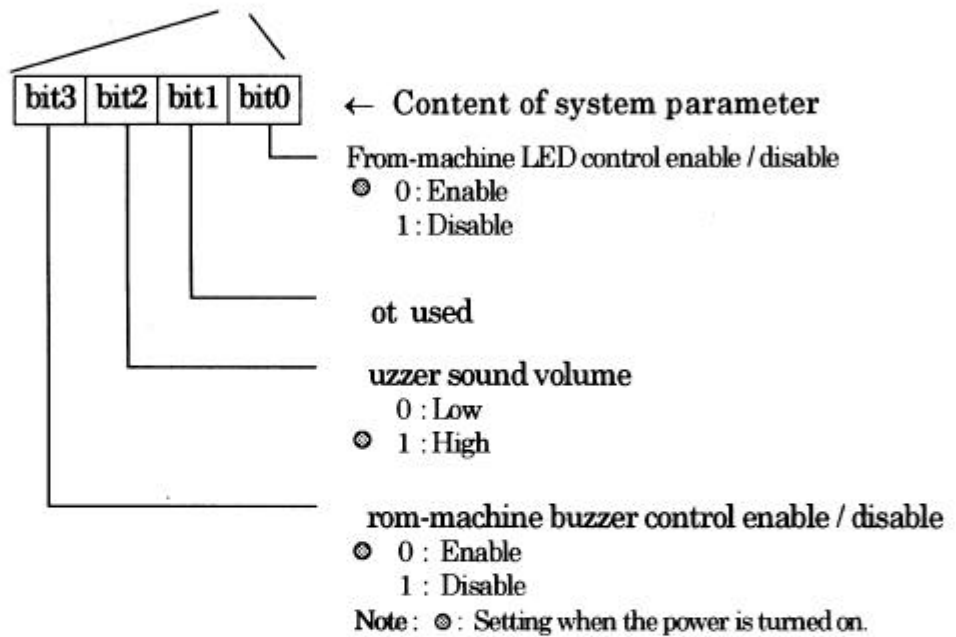 bit3 bit2 bit1 bit0
← Content of system parameter
From-machine LED control enable / disable
◎ 0 : Enable
1 : Disable
ot used
uzzer sound volume
0 : Low
◎ 1 : High
rom-machine buzzer control enable / disable
◎ 0 : Enable
1 : Disable
Note : ◎ : Setting when the power is turned on.